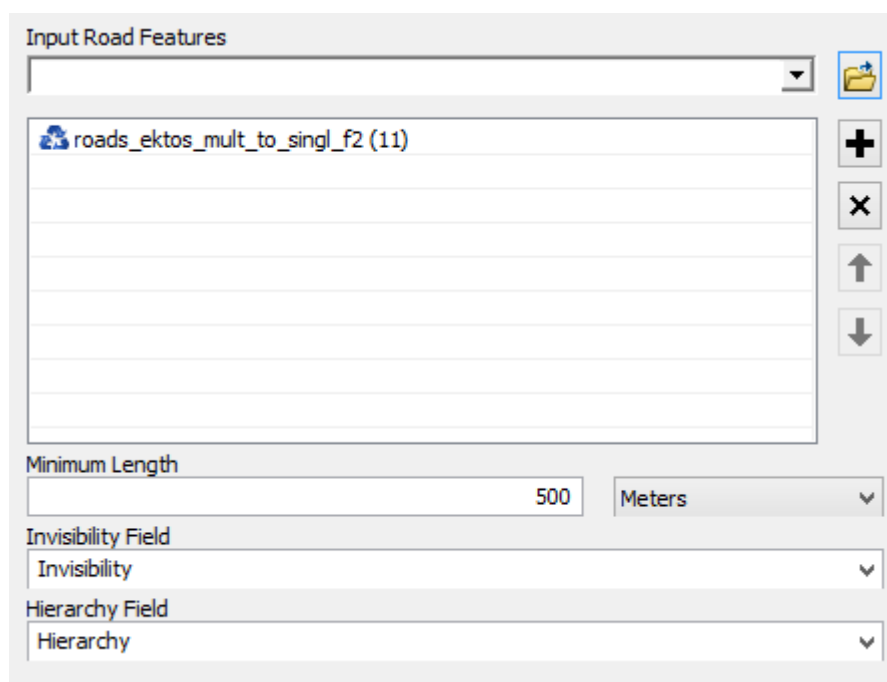 Input Road Features
roads_ektos_mult_to_singl_f2 (11)
Minimum Length
500 Meters
Invisibility Field
Invisibility
Hierarchy Field
Hierarchy